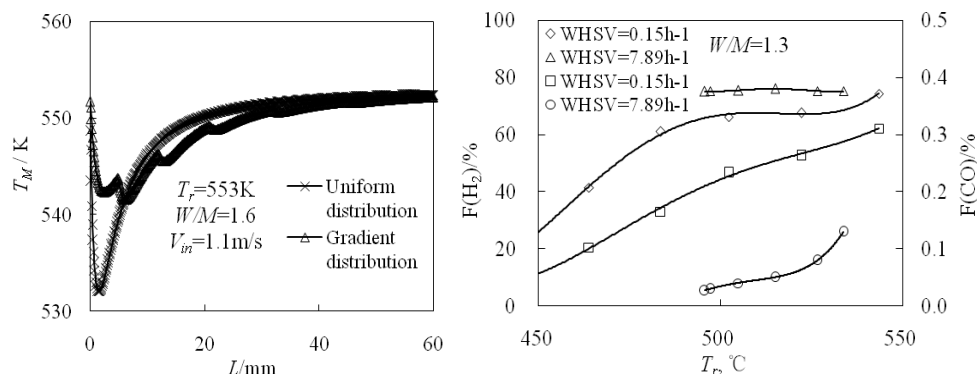 560
550
540
530
T_M / K
T_r=553K
W/M=1.6
V_in=1.1m/s
Uniform
distribution
Gradient
distribution
0 20 40 60
L/mm
100
80
60
40
20
0
F(H2)/%
WHSV=0.15h-1
WHSV=7.89h-1
WHSV=0.15h-1
WHSV=7.89h-1
W/M=1.3
0.5
0.4
0.3
0.2
0.1
0.0
F(CO)/%
450 500 550
T_r, ℃